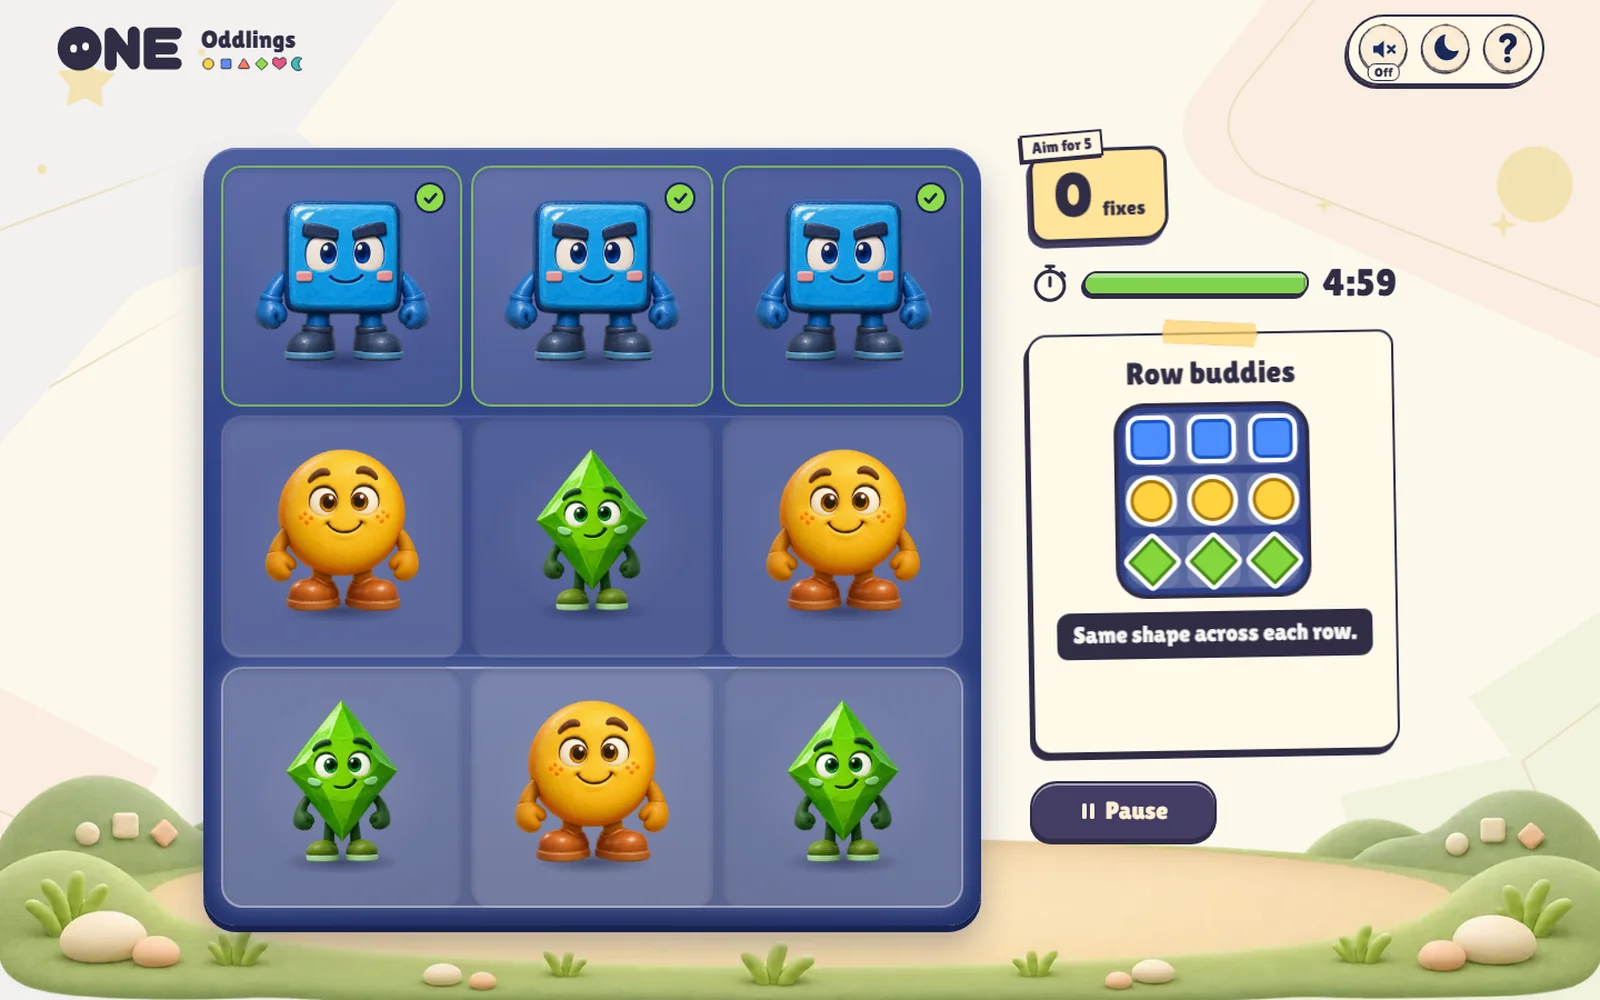 ONE
Oddlings
Off
Aim for 5
0 fixes
4:59
Row buddies
Same shape across each row.
Pause